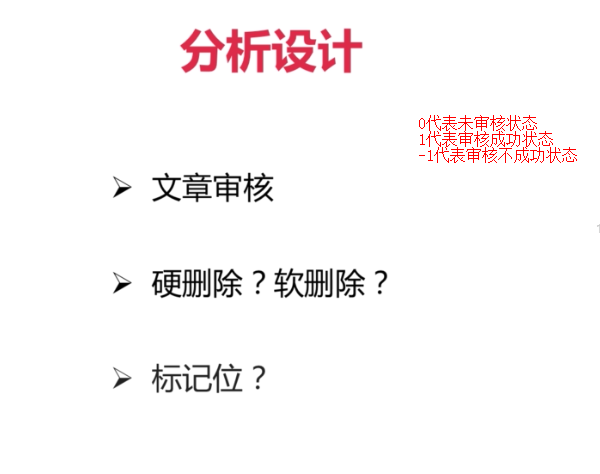 分析设计
0代表未审核状态
1代表审核成功状态
-1代表审核不成功状态
文章审核
硬删除？软删除？
标记位？